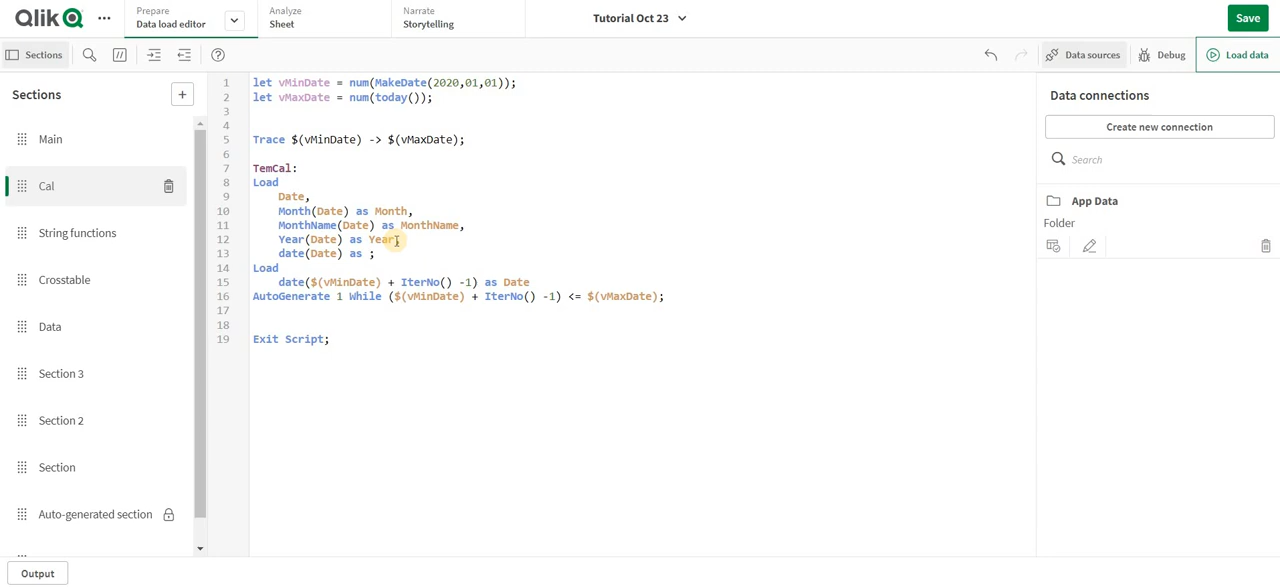 Qlik
Prepare
Data load editor
Analyze
Sheet
Narrate
Storytelling
Tutorial Oct 23
Save
Sections
Data sources
Debug
Load data
Sections
+
Main
Cal
String functions
Crosstable
Data
Section 3
Section 2
Section
Auto-generated section
1 let vMinDate = num(MakeDate(2020,01,01));
2 let vMaxDate = num(today());
3
4
5 Trace $(vMinDate) -> $(vMaxDate);
6
7 TemCal:
8 Load
9 Date,
10 Month(Date) as Month,
11 MonthName(Date) as MonthName,
12 Year(Date) as Year,
13 date(Date) as ;
14 Load
15 date($(vMinDate) + IterNo() -1) as Date
16 AutoGenerate 1 While ($(vMinDate) + IterNo() -1) <= $(vMaxDate);
17
18
19 Exit Script;
Data connections
Create new connection
Search
App Data
Folder
Output